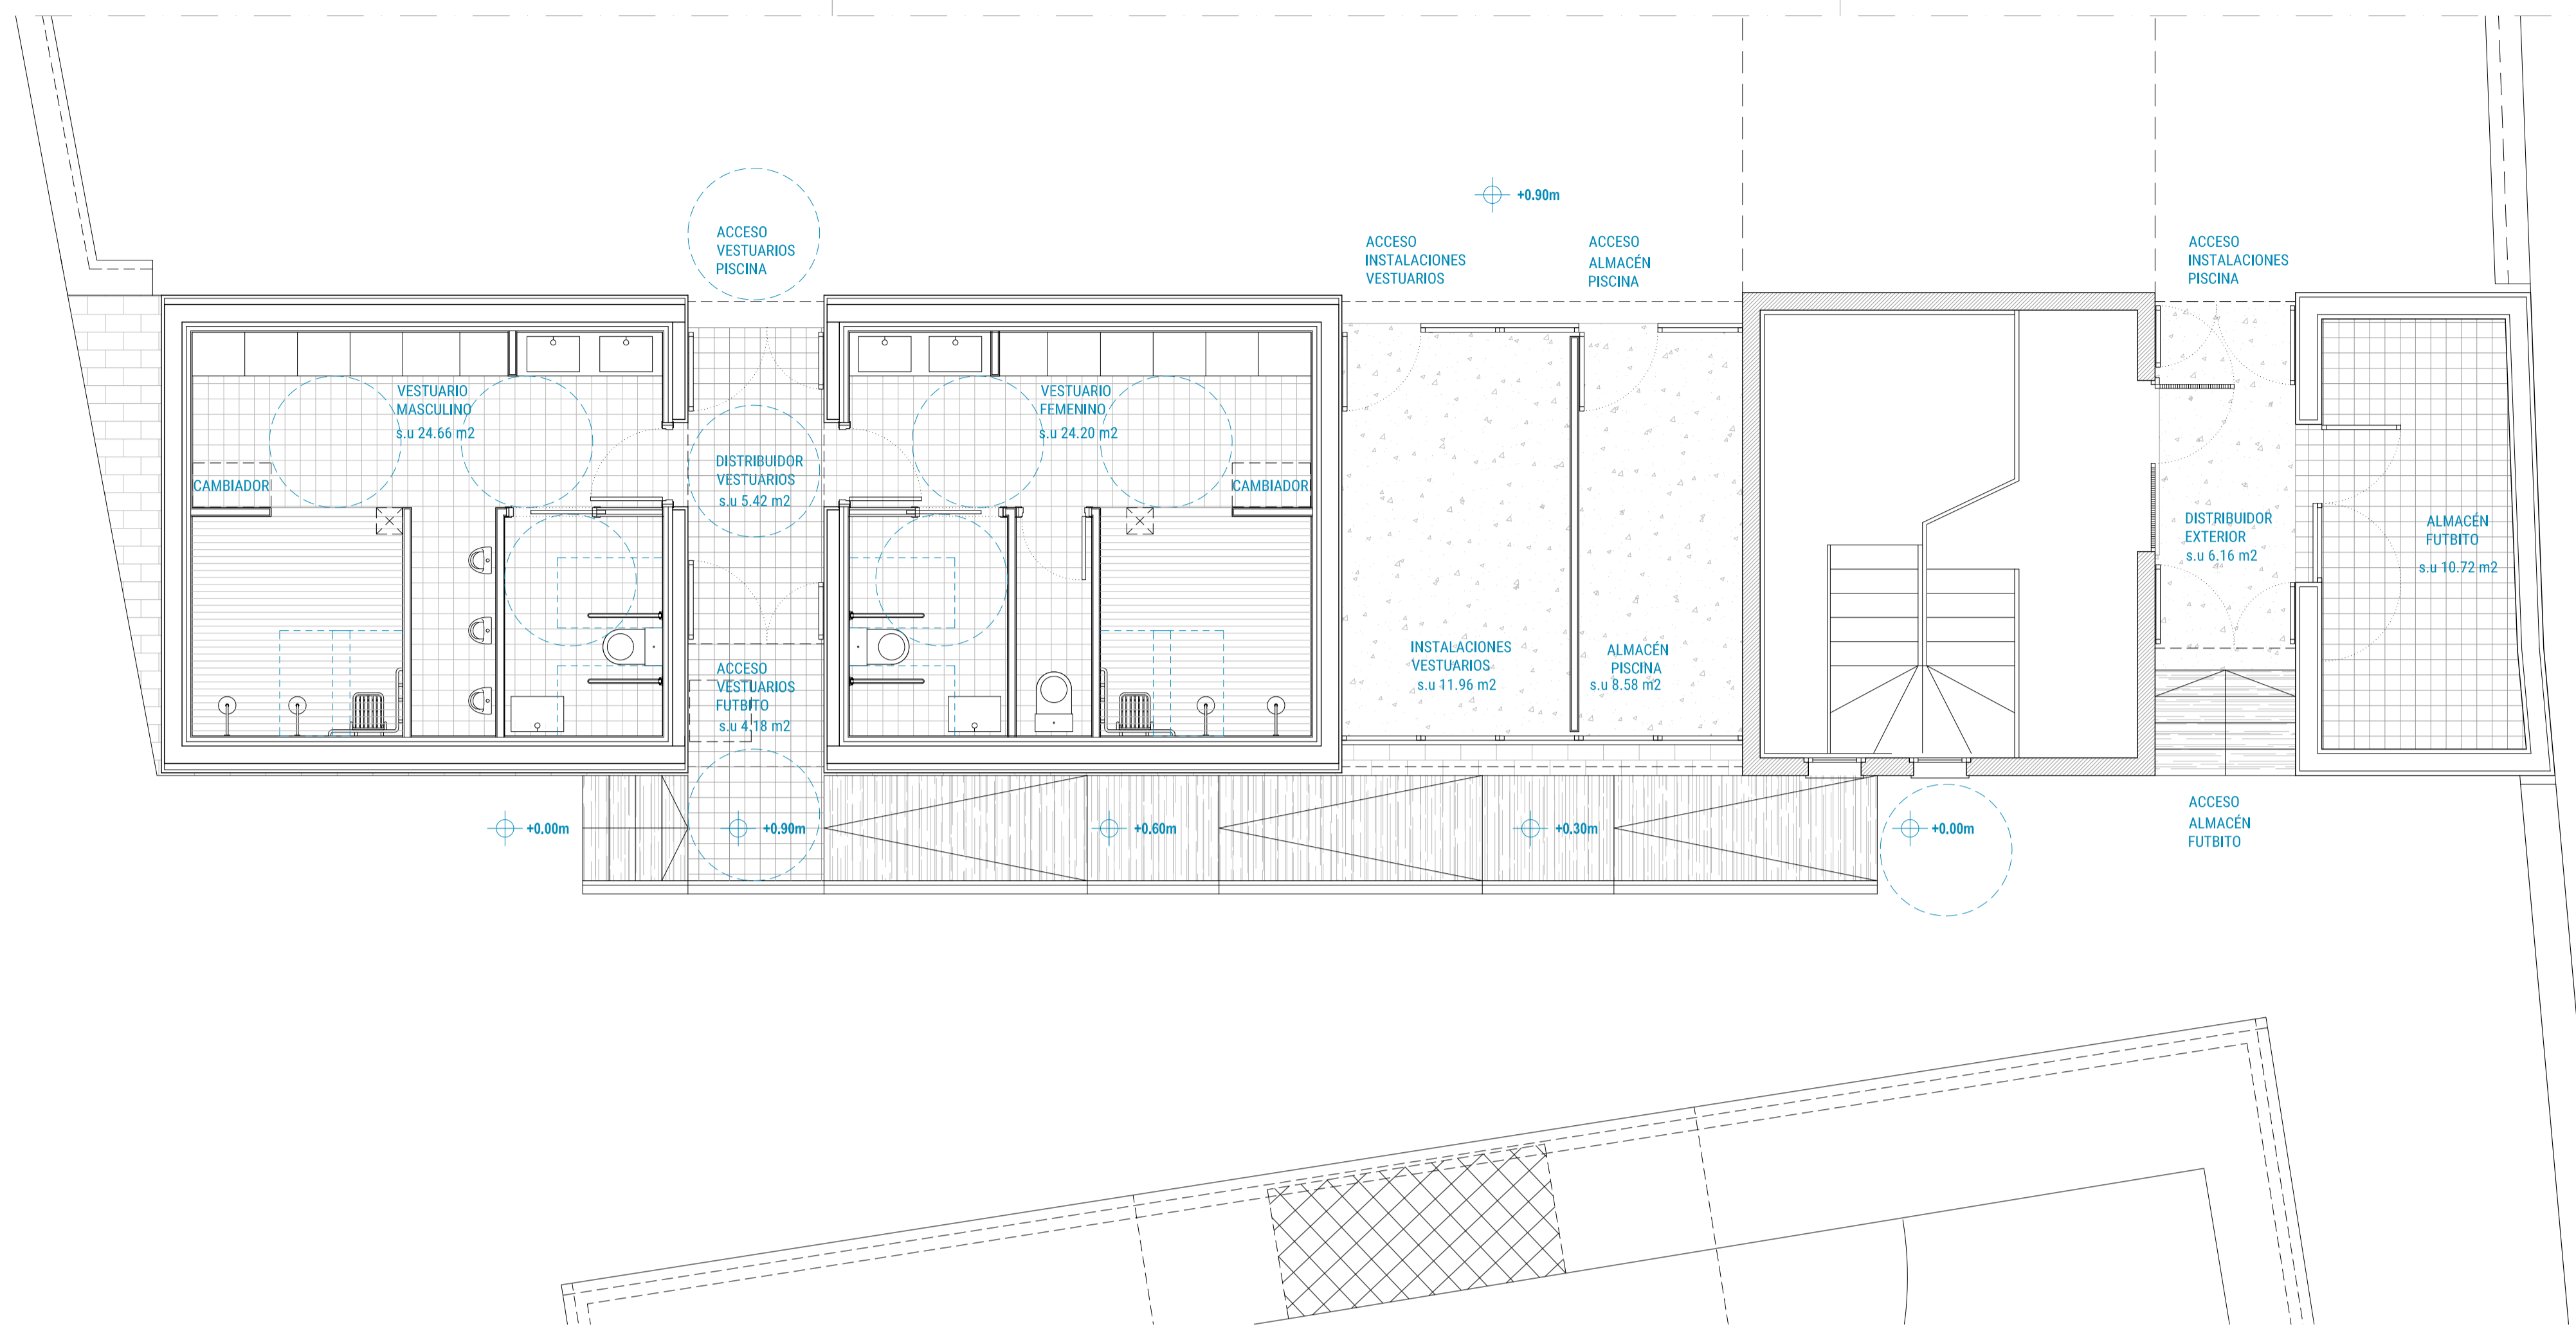 +0.90m
ACCESO
VESTUARIOS
PISCINA
ACCESO
INSTALACIONES
VESTUARIOS
ACCESO
ALMACÉN
PISCINA
ACCESO
INSTALACIONES
PISCINA
VESTUARIO
MASCULINO
s.u 24.66 m2
VESTUARIO
FEMENINO
s.u 24.20 m2
CAMBIADOR
DISTRIBUIDOR
VESTUARIOS
s.u 5.42 m2
CAMBIADOR
DISTRIBUIDOR
EXTERIOR
s.u 6.16 m2
ALMACÉN
FUTBITO
s.u 10.72 m2
ACCESO
VESTUARIOS
FUTBITO
s.u 4.18 m2
INSTALACIONES
VESTUARIOS
s.u 11.96 m2
ALMACÉN
PISCINA
s.u 8.58 m2
+0.00m
+0.90m
+0.60m
+0.30m
+0.00m
ACCESO
ALMACÉN
FUTBITO